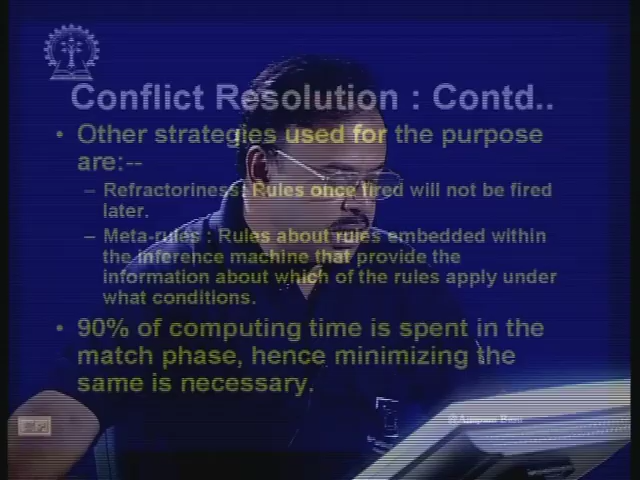 Conflict Resolution : Contd..
• Other strategies used for the purpose
are:--
– Refractoriness: Rules once fired will not be fired
later.
– Meta-rules : Rules about rules embedded within
the inference machine that provide the
information about which of the rules apply under
what conditions.
• 90% of computing time is spent in the
match phase, hence minimizing the
same is necessary.
@Anupam Basu